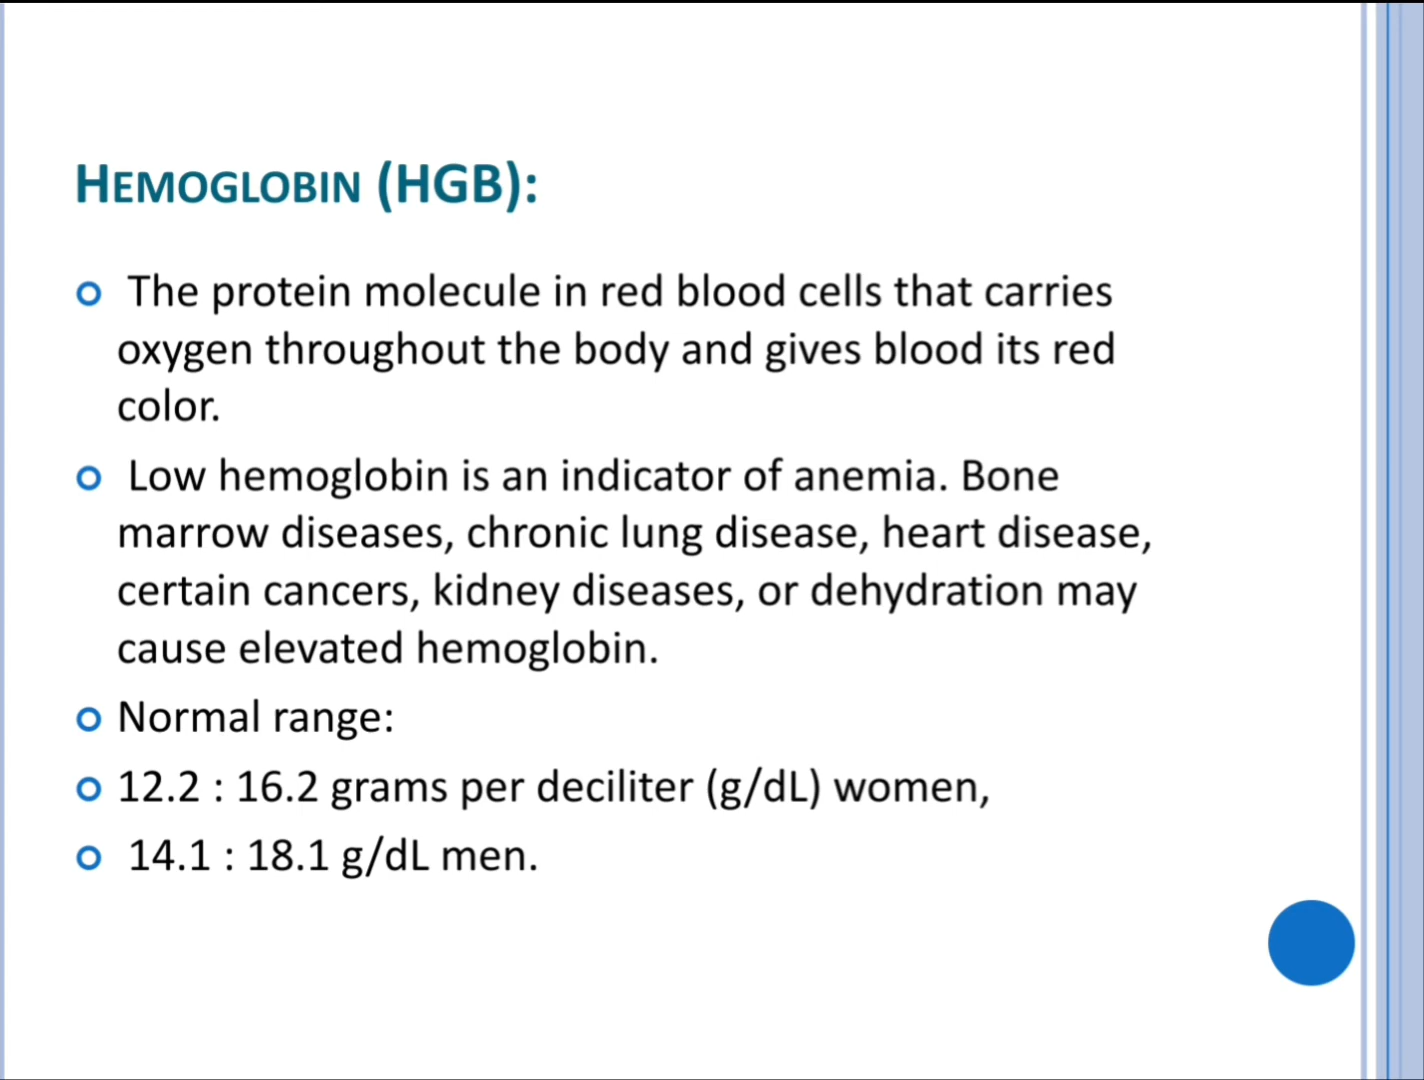 HEMOGLOBIN (HGB):
The protein molecule in red blood cells that carries
oxygen throughout the body and gives blood its red
color.
Low hemoglobin is an indicator of anemia. Bone
marrow diseases, chronic lung disease, heart disease,
certain cancers, kidney diseases, or dehydration may
cause elevated hemoglobin.
Normal range:
12.2 : 16.2 grams per deciliter (g/dL) women,
14.1 : 18.1 g/dL men.